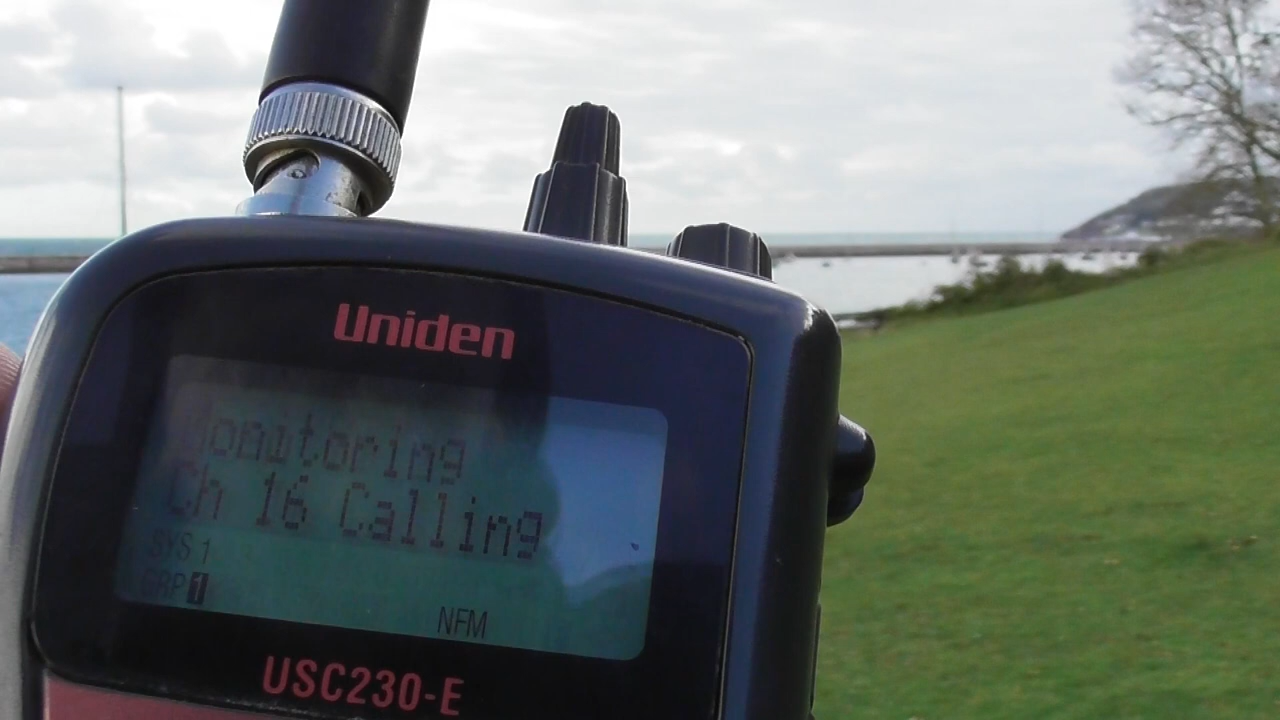 Uniden
Monitoring
Ch 16 Calling
SYS 1
GRP 1
NFM
USC230-E